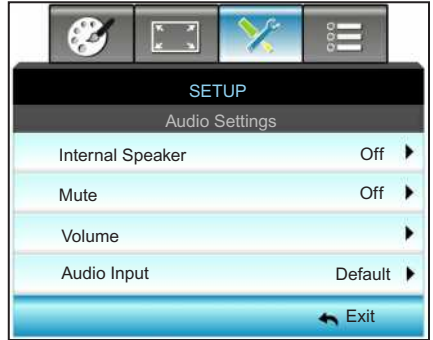 SETUP
Audio Settings
Internal Speaker Off
Mute Off
Volume
Audio Input Default
Exit